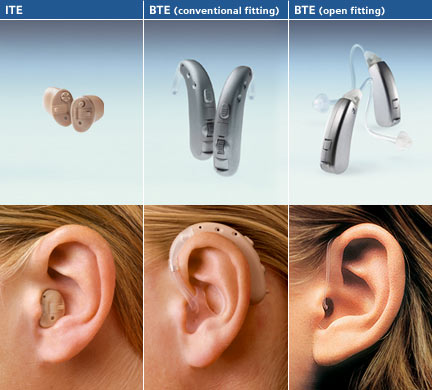 ITE
BTE (conventional fitting)
BTE (open fitting)